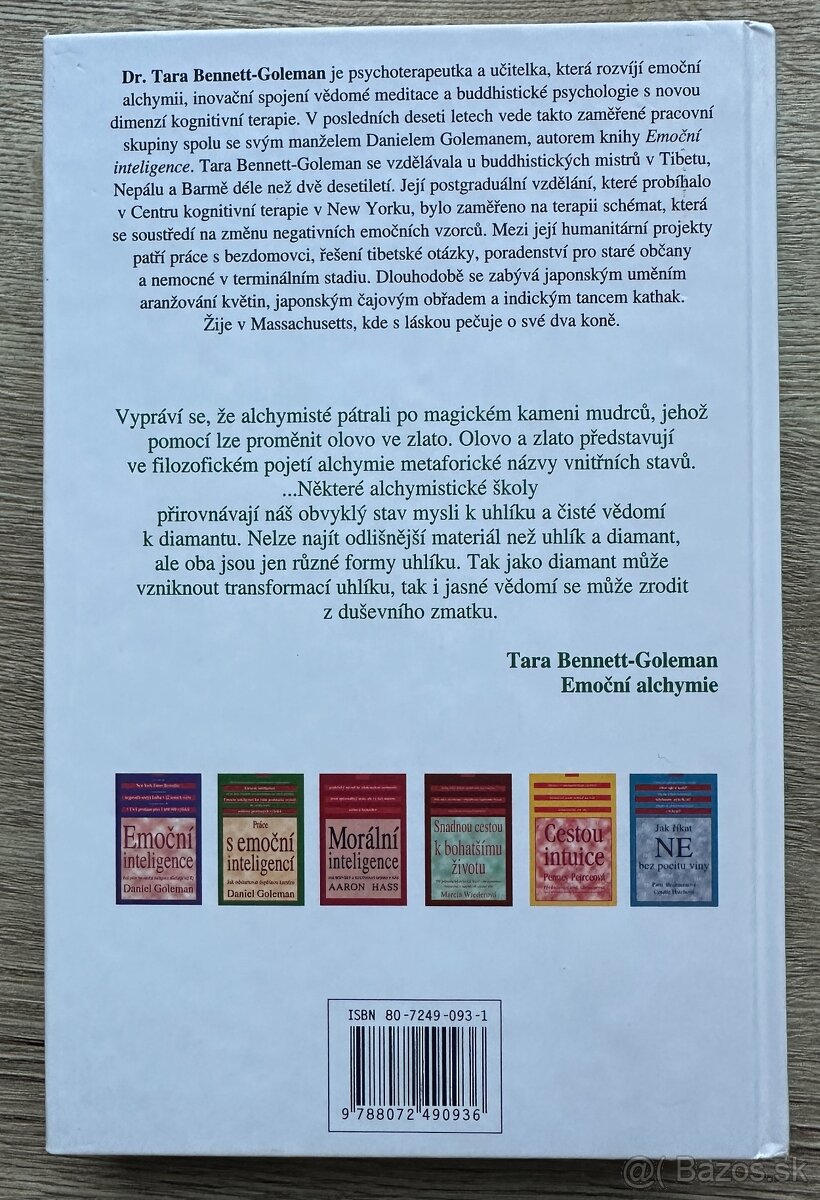 Dr. Tara Bennett-Goleman je psychoterapeutka a učitelka, která rozvíjí emoční
alchymii, inovační spojení vědomé meditace a buddhistické psychologie s novou
dimenzí kognitivní terapie. V posledních deseti letech vede takto zaměřené pracovní
skupiny spolu se svým manželem Danielem Golemanem, autorem knihy Emoční
inteligence. Tara Bennett-Goleman se vzdělávala u buddhistických mistrů v Tibetu,
Nepálu a Barmě déle než dvě desetiletí. Její postgraduální vzdělání, které probíhalo
v Centru kognitivní terapie v New Yorku, bylo zaměřeno na terapii schémat, která
se soustředí na změnu negativních emočních vzorců. Mezi její humanitární projekty
patří práce s bezdomovci, řešení tibetské otázky, poradenství pro staré občany
a nemocné v terminálním stadiu. Dlouhodobě se zabývá japonským uměním
aranžování květin, japonským čajovým obřadem a indickým tancem kathak.
Žije v Massachusetts, kde s láskou pečuje o své dva koně.
Vypráví se, že alchymisté pátrali po magickém kameni mudrců, jehož
pomocí lze proměnit olovo ve zlato. Olovo a zlato představují
ve filozofickém pojetí alchymie metaforické názvy vnitřních stavů.
...Některé alchymistické školy
přirovnávají náš obvyklý stav mysli k uhlíku a čisté vědomí
k diamantu. Nelze najít odlišnější materiál než uhlík a diamant,
ale oba jsou jen různé formy uhlíku. Tak jako diamant může
vzniknout transformací uhlíku, tak i jasné vědomí se může zrodit
z duševního zmatku.
Tara Bennett-Goleman
Emoční alchymie
Emoční
inteligence
Daniel Goleman
Práce
s emoční
inteligencí
Daniel Goleman
Morální
inteligence
AARON HASS
Snadnou cestou
k bohatšímu
životu
Marcia Wiederová
Cestou
intuice
Penney Peirceová
Jak říkat
NE
bez pocitu viny
ISBN 80-7249-093-1
9 788072 490936
@( Bazos.sk